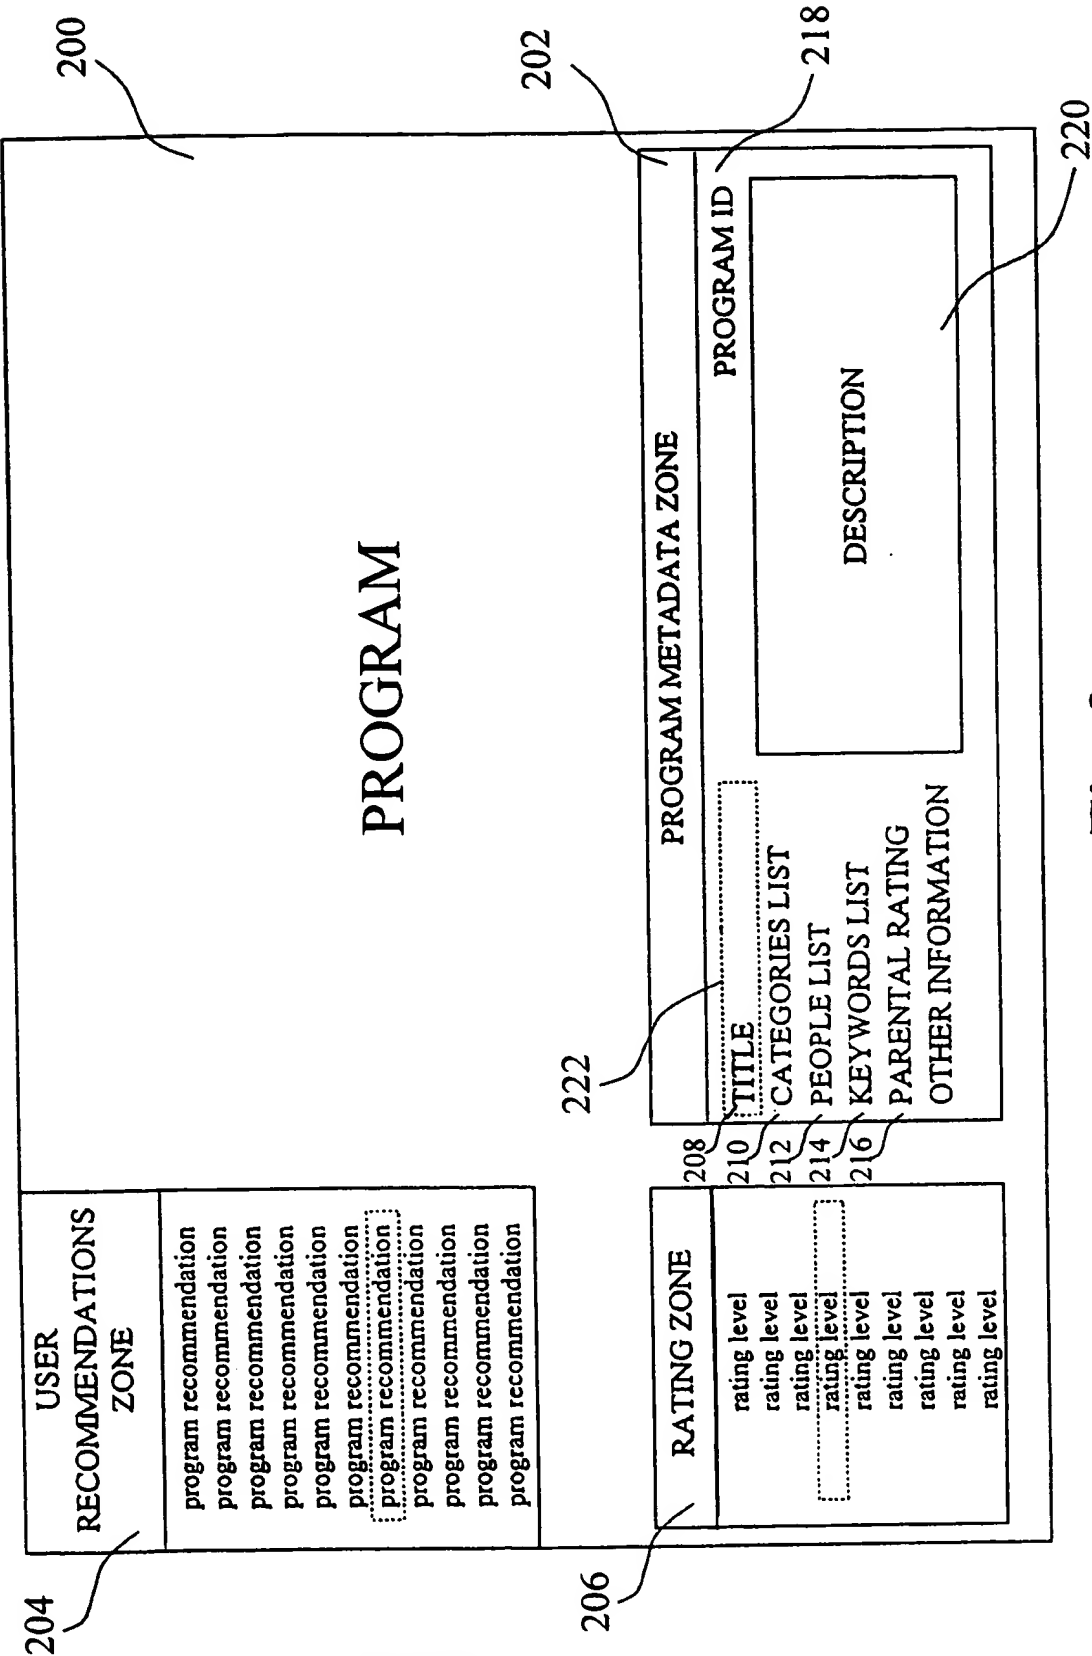 200
204
USER
RECOMMENDATIONS
ZONE
program recommendation
program recommendation
program recommendation
program recommendation
program recommendation
program recommendation
program recommendation
program recommendation
program recommendation
program recommendation
program recommendation
PROGRAM
206
RATING ZONE
rating level
rating level
rating level
rating level
rating level
rating level
rating level
rating level
rating level
222
202
PROGRAM METADATA ZONE
208
TITLE
210
CATEGORIES LIST
212
PEOPLE LIST
214
KEYWORDS LIST
216
PARENTAL RATING
OTHER INFORMATION
PROGRAM ID
218
DESCRIPTION
220